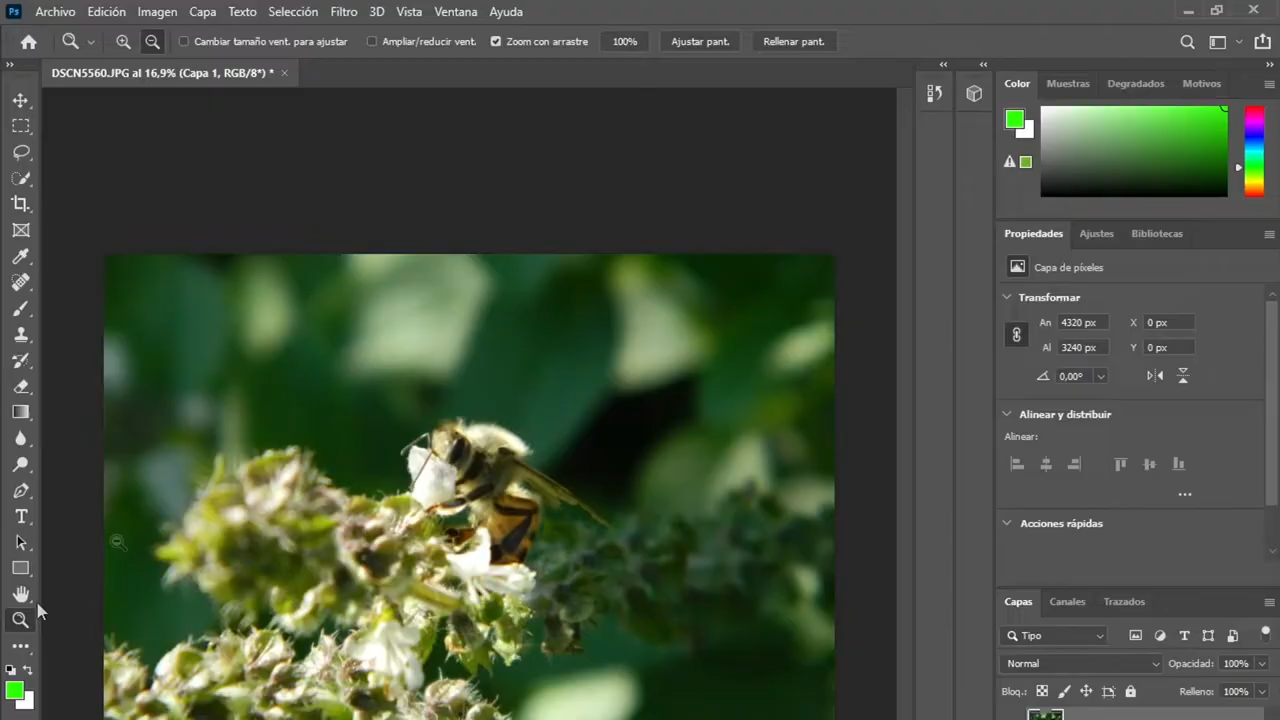 Ps Archivo Edición Imagen Capa Texto Selección Filtro 3D Vista Ventana Ayuda
Cambiar tamaño vent. para ajustar Ampliar/reducir vent. Zoom con arrastre 100% Ajustar pant. Rellenar pant.
DSCN5560.JPG al 16,9% (Capa 1, RGB/8*) *
Color Muestras Degradados Motivos
Propiedades Ajustes Bibliotecas
Capa de píxeles
Transformar
An 4320 px X 0 px
Al 3240 px Y 0 px
0,00°
Alinear y distribuir
Alinear:
Acciones rápidas
Capas Canales Trazados
Tipo
Normal Opacidad: 100%
Bloq.: Relleno: 100%